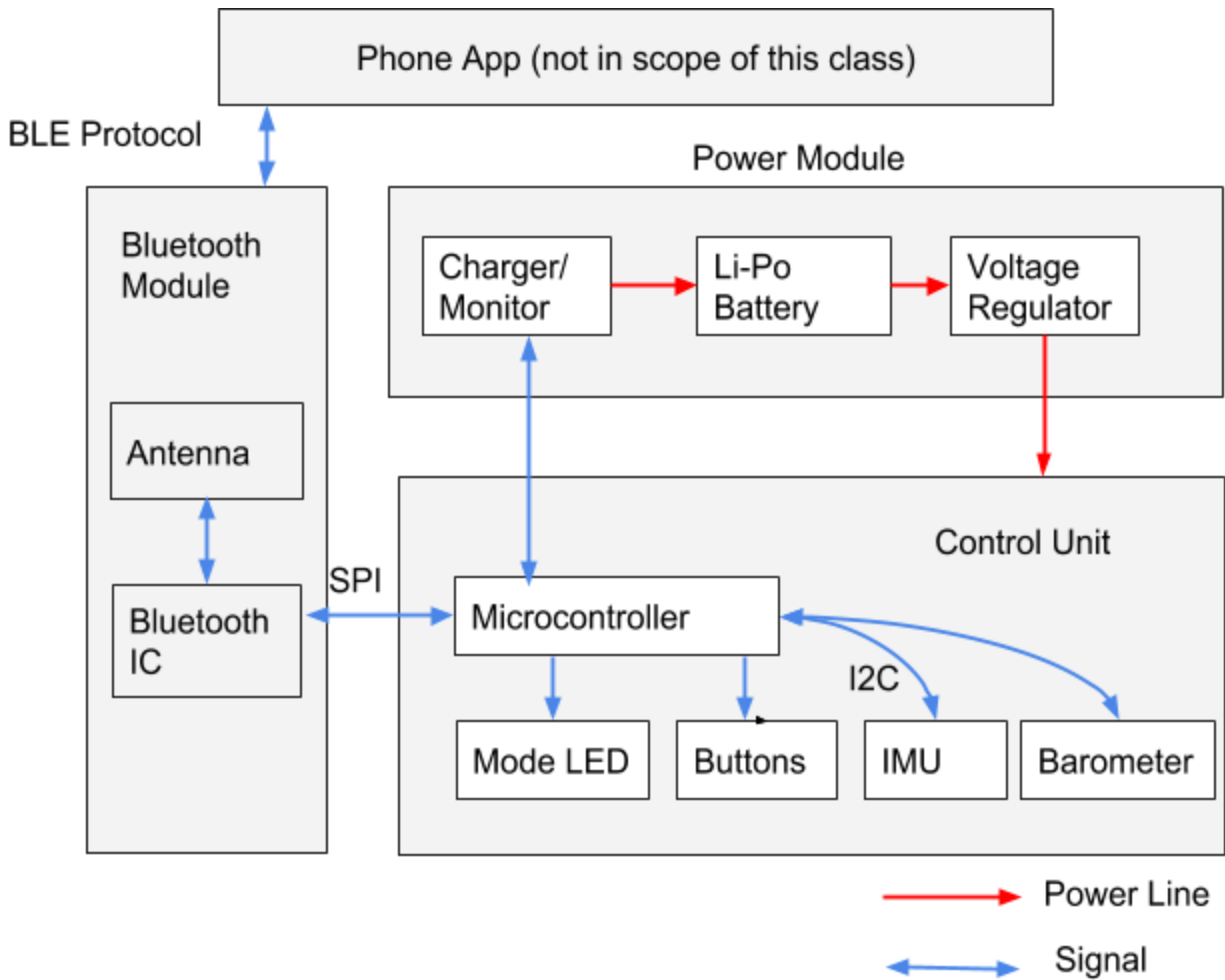 Phone App (not in scope of this class)
BLE Protocol
Power Module
Bluetooth
Module
Charger/
Monitor
Li-Po
Battery
Voltage
Regulator
Antenna
Control Unit
SPI
Bluetooth
IC
Microcontroller
I2C
Mode LED
Buttons
IMU
Barometer
Power Line
Signal